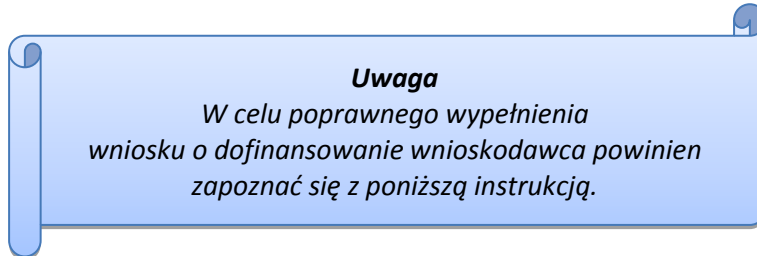 Uwaga
W celu poprawnego wypełnienia
wniosku o dofinansowanie wnioskodawca powinien
zapoznać się z poniższą instrukcją.